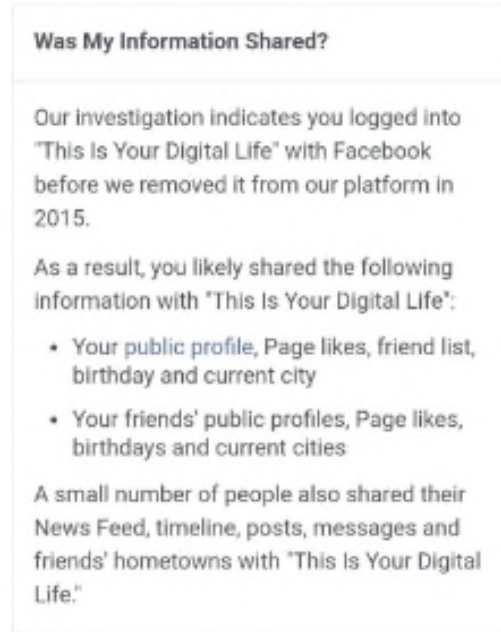 Was My Information Shared?
Our investigation indicates you logged into
"This Is Your Digital Life" with Facebook
before we removed it from our platform in
2015.
As a result, you likely shared the following
information with "This Is Your Digital Life":
• Your public profile, Page likes, friend list,
birthday and current city
• Your friends' public profiles, Page likes,
birthdays and current cities
A small number of people also shared their
News Feed, timeline, posts, messages and
friends' hometowns with "This Is Your Digital
Life."